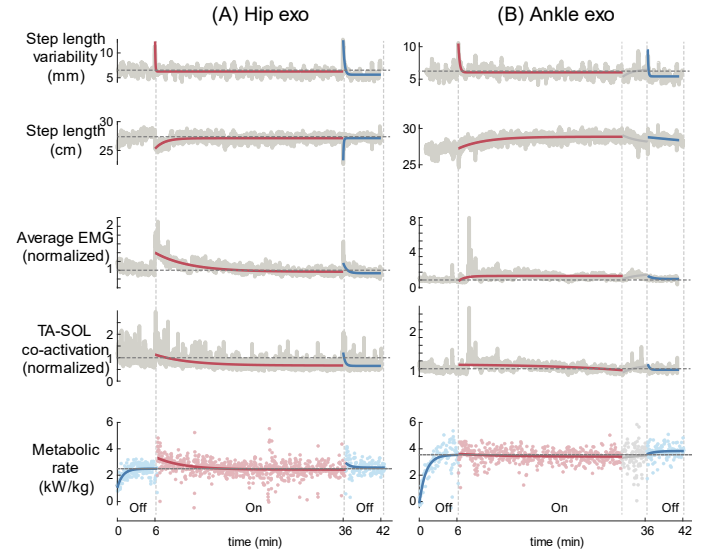 (A) Hip exo
(B) Ankle exo
Step length
variability
(mm)
10
5
10
5
Step length
(cm)
30
25
30
25
Average EMG
(normalized)
2
1
8
4
0
TA-SOL
co-activation
(normalized)
2
1
0
2
1
Metabolic
rate
(kW/kg)
6
4
2
0
6
4
2
0
Off
On
Off
Off
On
Off
0
6
36
42
0
6
36
42
time (min)
time (min)